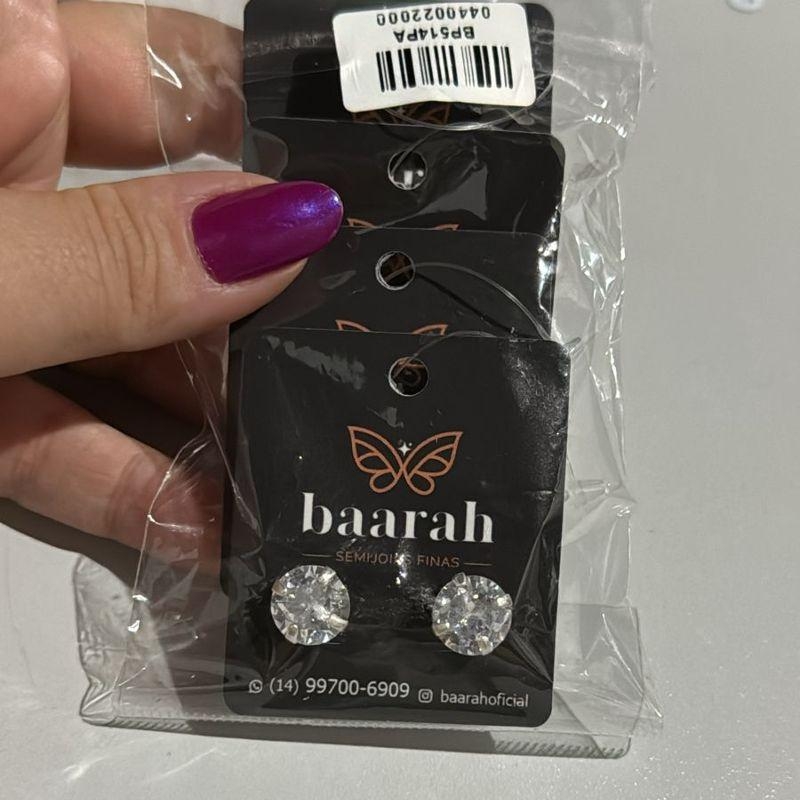 BP514PA
0440022000
baarah
SEMIJOIAS FINAS
(14) 99700-6909 baarahoficial